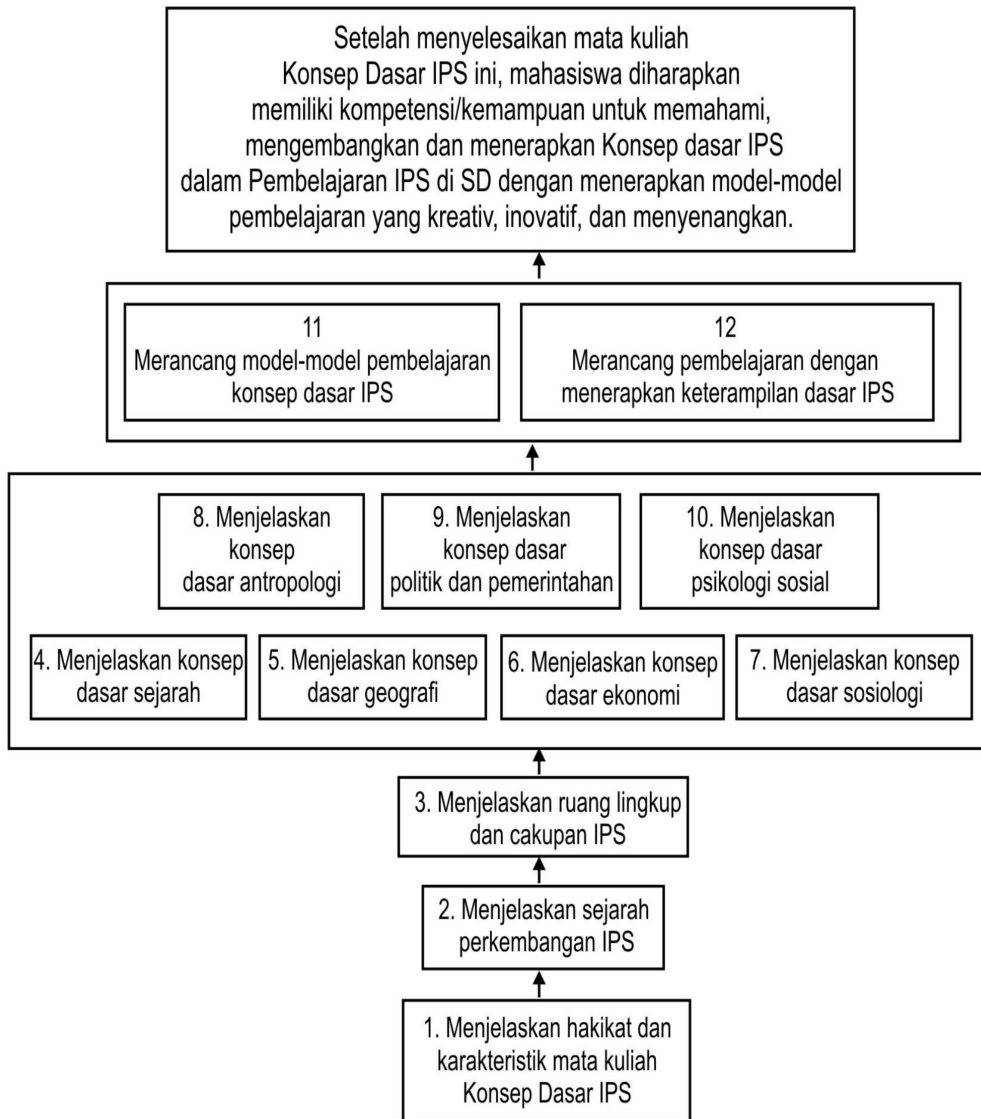 Setelah menyelesaikan mata kuliah
Konsep Dasar IPS ini, mahasiswa diharapkan
memiliki kompetensi/kemampuan untuk memahami,
mengembangkan dan menerapkan Konsep dasar IPS
dalam Pembelajaran IPS di SD dengan menerapkan model-model
pembelajaran yang kreativ, inovatif, dan menyenangkan.
11
Merancang model-model pembelajaran
konsep dasar IPS
12
Merancang pembelajaran dengan
menerapkan keterampilan dasar IPS
8. Menjelaskan
konsep
dasar antropologi
9. Menjelaskan
konsep dasar
politik dan pemerintahan
10. Menjelaskan
konsep dasar
psikologi sosial
4. Menjelaskan konsep
dasar sejarah
5. Menjelaskan konsep
dasar geografi
6. Menjelaskan konsep
dasar ekonomi
7. Menjelaskan konsep
dasar sosiologi
3. Menjelaskan ruang lingkup
dan cakupan IPS
2. Menjelaskan sejarah
perkembangan IPS
1. Menjelaskan hakikat dan
karakteristik mata kuliah
Konsep Dasar IPS